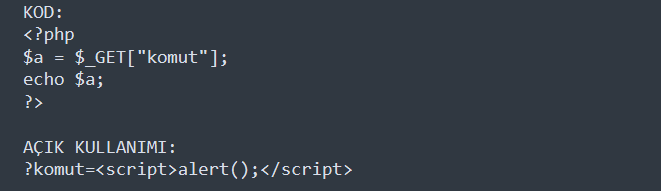 KOD:
<?php
$a = $_GET["komut"];
echo $a;
?>
AÇIK KULLANIMI:
?komut=<script>alert();</script>